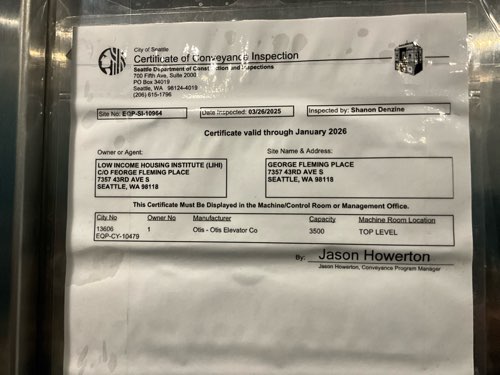 City of Seattle
Certificate of Conveyance Inspection
Seattle Department of Construction and Inspections
700 Fifth Ave, Suite 2000
PO Box 34019
Seattle, WA 98124-4019
(206) 615-1796
Site No: EQP-SI-10964 Date Inspected: 03/26/2025 Inspected by: Shanon Denzine
Certificate valid through January 2026
Owner or Agent: Site Name & Address:
LOW INCOME HOUSING INSTITUTE (LIHI) GEORGE FLEMING PLACE
C/O FEORGE FLEMING PLACE 7357 43RD AVE S
7357 43RD AVE S SEATTLE, WA 98118
SEATTLE, WA 98118
This Certificate Must Be Displayed in the Machine/Control Room or Management Office.
City No Owner No Manufacturer Capacity Machine Room Location
13606 1 Otis - Otis Elevator Co 3500 TOP LEVEL
EQP-CY-10479
By: Jason Howerton
Jason Howerton, Conveyance Program Manager